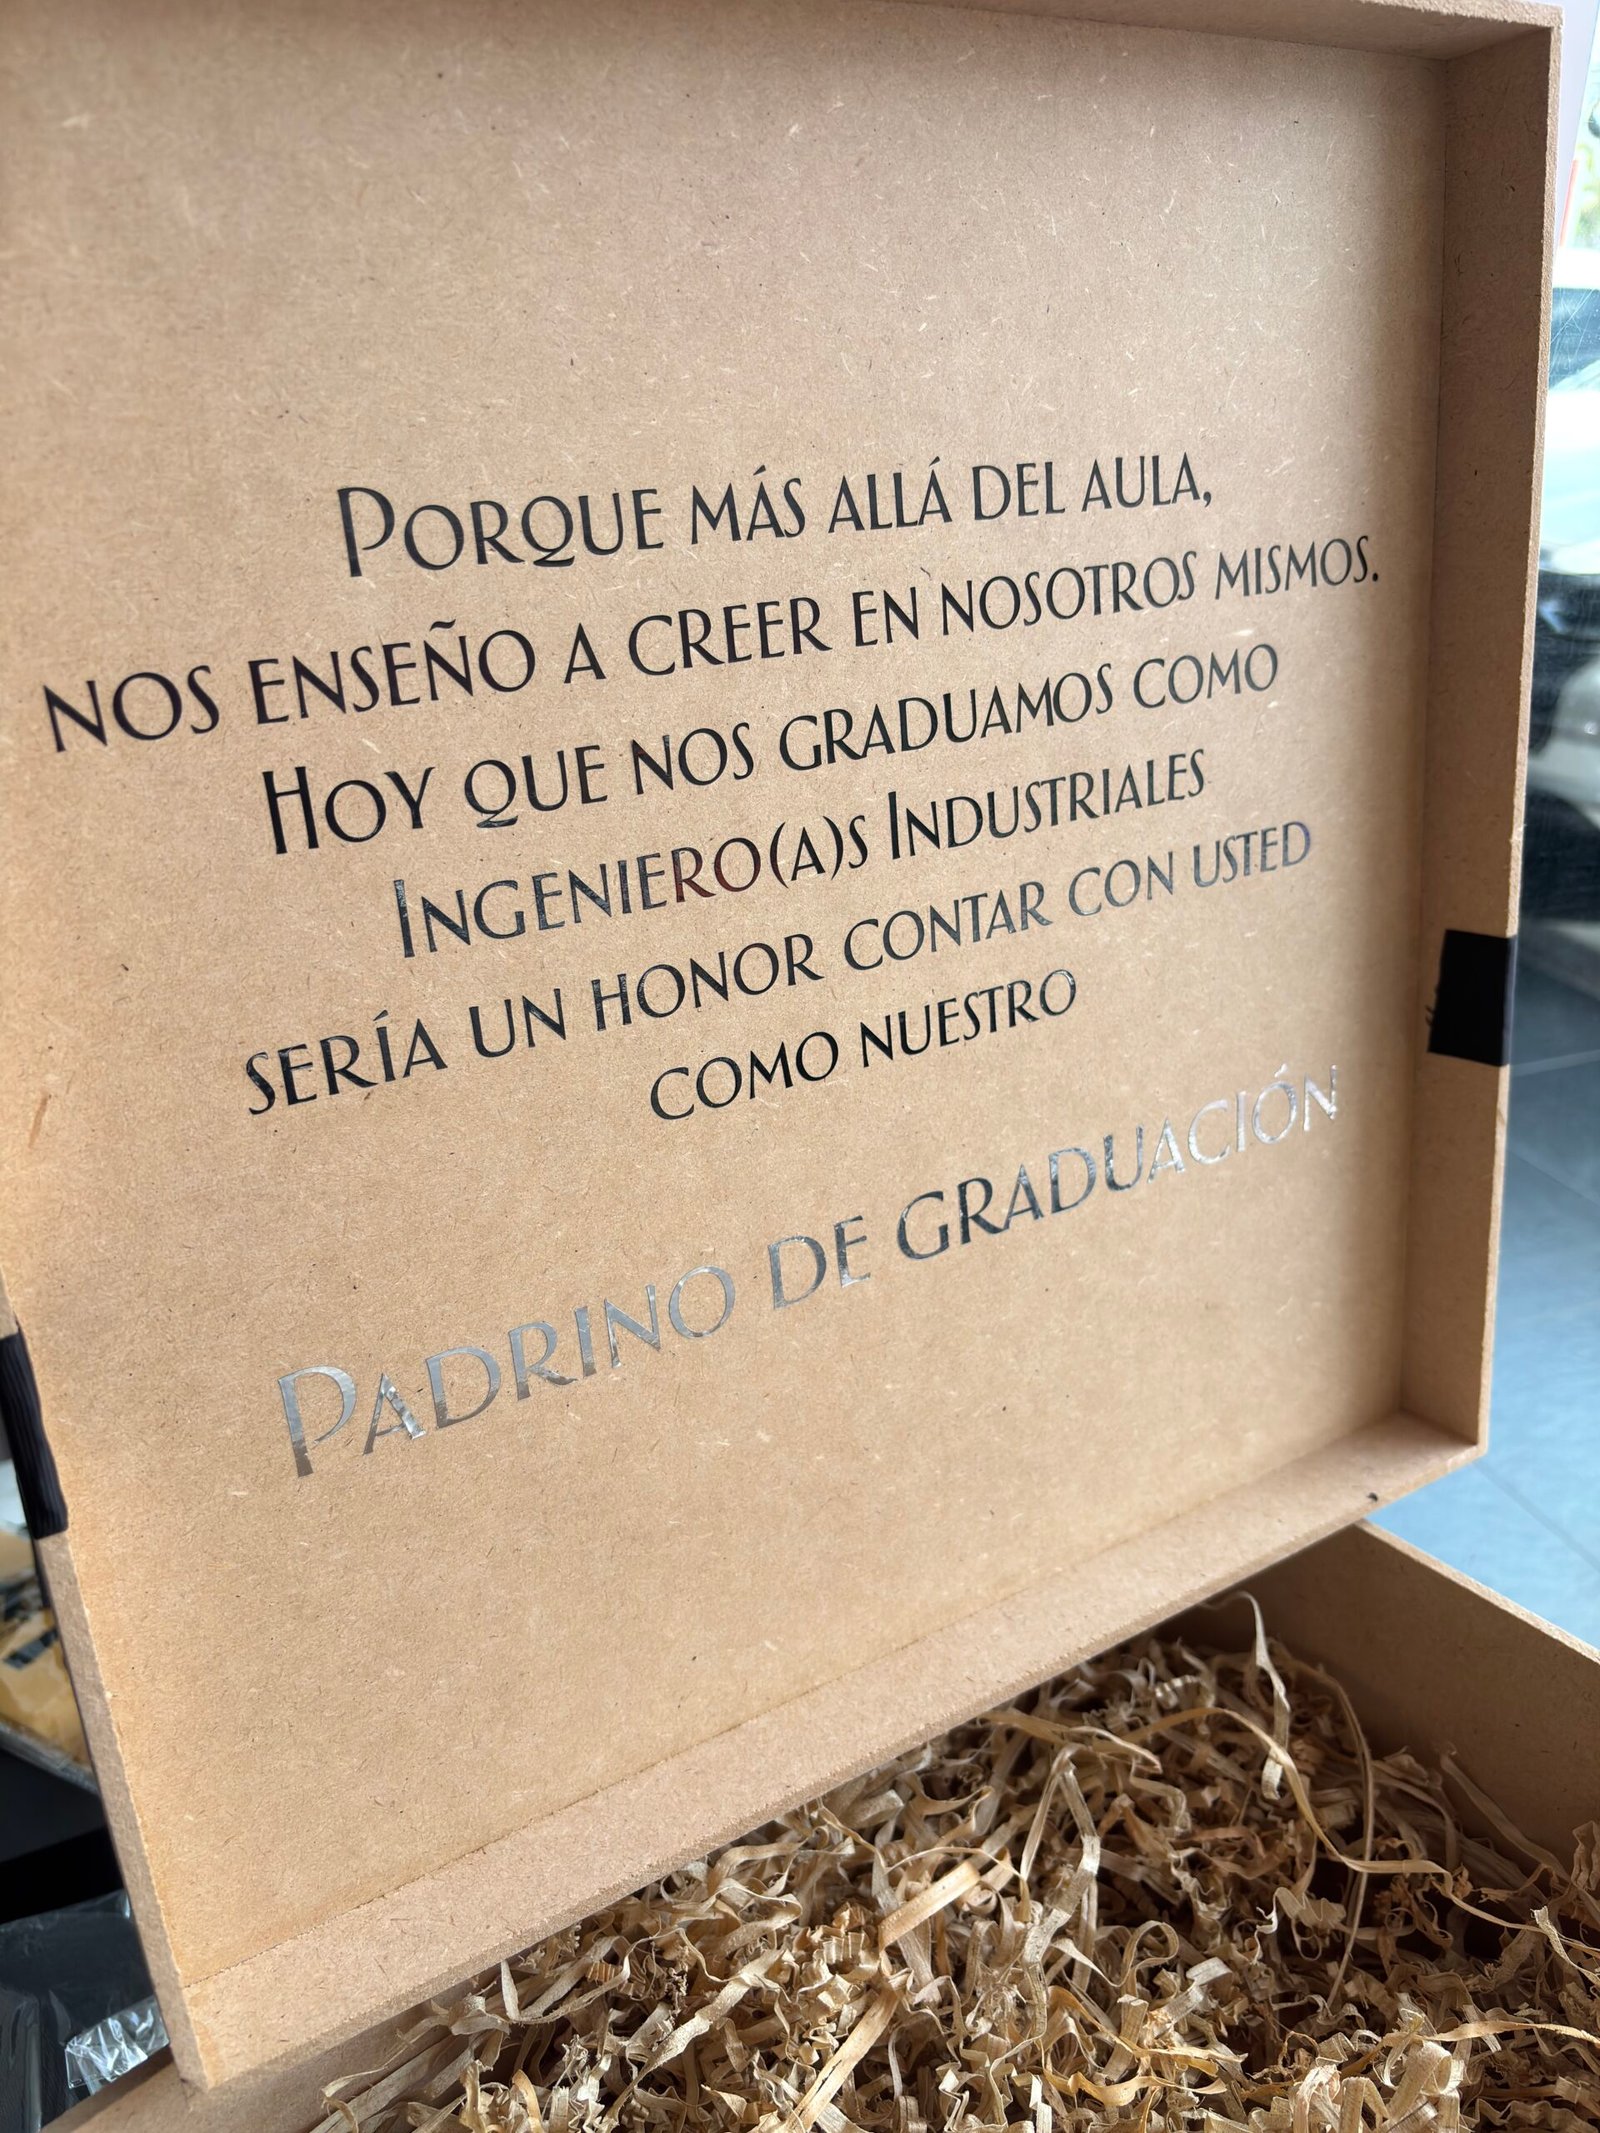 Porque más allá del aula,
nos enseño a creer en nosotros mismos.
Hoy que nos graduamos como
Ingeniero(a)s Industriales
sería un honor contar con usted
como nuestro
Padrino de graduación